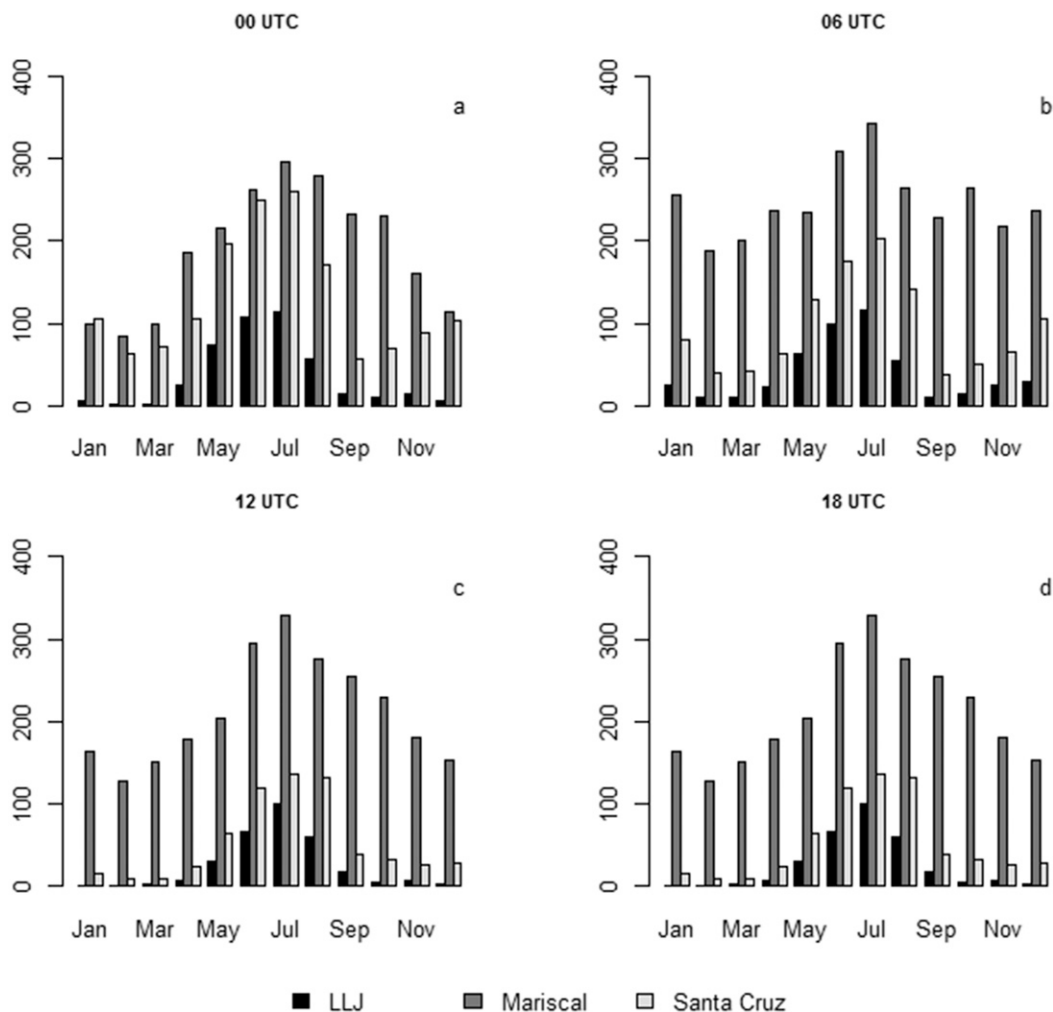 00 UTC
a
400
300
200
100
0
Jan Mar May Jul Sep Nov
06 UTC
b
400
300
200
100
0
Jan Mar May Jul Sep Nov
12 UTC
c
400
300
200
100
0
Jan Mar May Jul Sep Nov
18 UTC
d
400
300
200
100
0
Jan Mar May Jul Sep Nov
LLJ Mariscal Santa Cruz